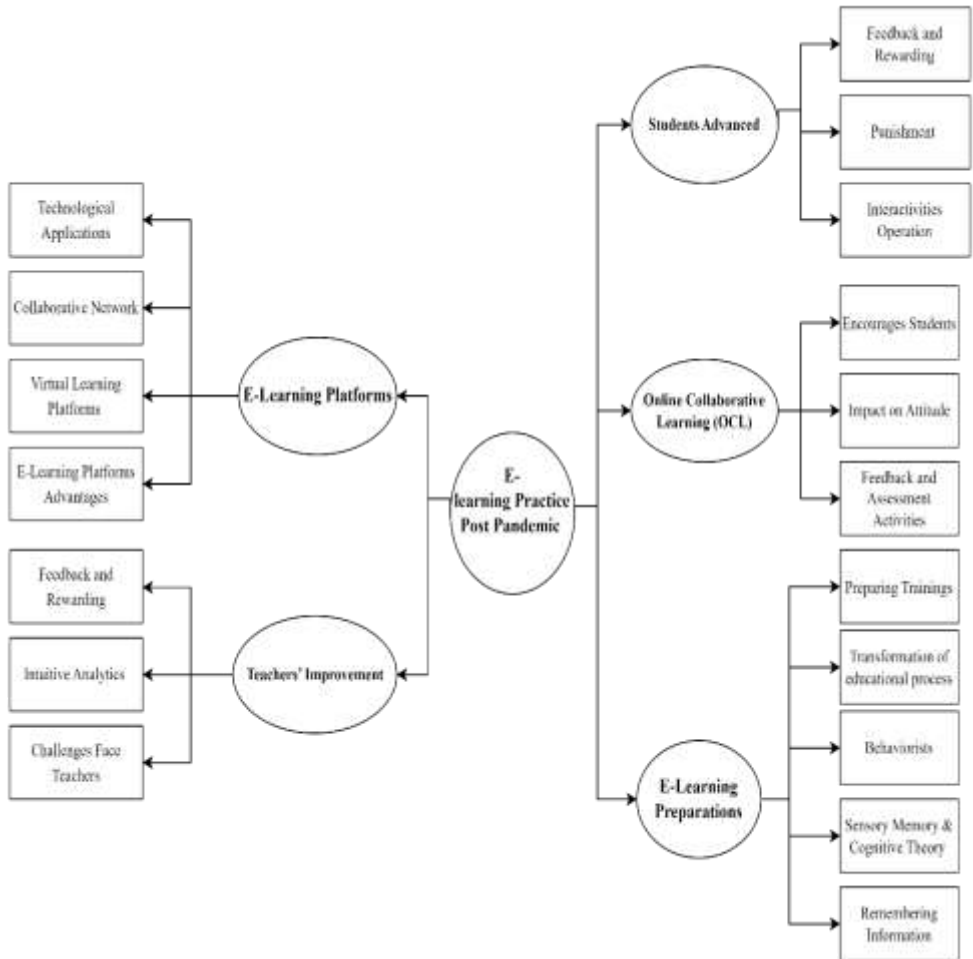 Technological
Applications
Collaborative Network
Virtual Learning
Platforms
E-Learning Platforms
Advantages
Feedback and
Rewarding
Intuitive Analytics
Challenges Face
Teachers
E-Learning Platforms
Teachers' Improvement
E-
learning Practice
Post Pandemic
Students Advanced
Online Collaborative
Learning (OCL)
E-Learning
Preparations
Feedback and
Rewarding
Punishment
Interactivities
Operation
Encourages Students
Impact on Attitude
Feedback and
Assessment
Activities
Preparing Trainings
Transformation of
educational process
Behaviorists
Sensory Memory &
Cognitive Theory
Remembering
Information